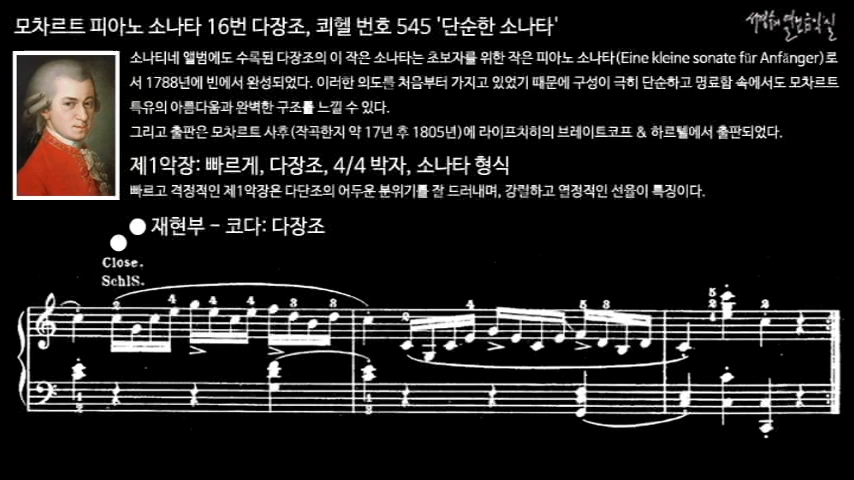 모차르트 피아노 소나타 16번 다장조, 쾨헬 번호 545 '단순한 소나타'
서정해 열린음악실
소나티네 앨범에도 수록된 다장조의 이 작은 소나타는 초보자를 위한 작은 피아노 소나타(Eine kleine sonate für Anfänger)로
서 1788년에 빈에서 완성되었다. 이러한 의도를 처음부터 가지고 있었기 때문에 구성이 극히 단순하고 명료함 속에서도 모차르트
특유의 아름다움과 완벽한 구조를 느낄 수 있다.
그리고 출판은 모차르트 사후(작곡한지 약 17년 후 1805년)에 라이프치히의 브레이트코프 & 하르텔에서 출판되었다.
제1악장: 빠르게, 다장조, 4/4 박자, 소나타 형식
빠르고 격정적인 제1악장은 다단조의 어두운 분위기를 잘 드러내며, 강렬하고 열정적인 선율이 특징이다.
재현부 - 코다: 다장조
Close.
SchlS.